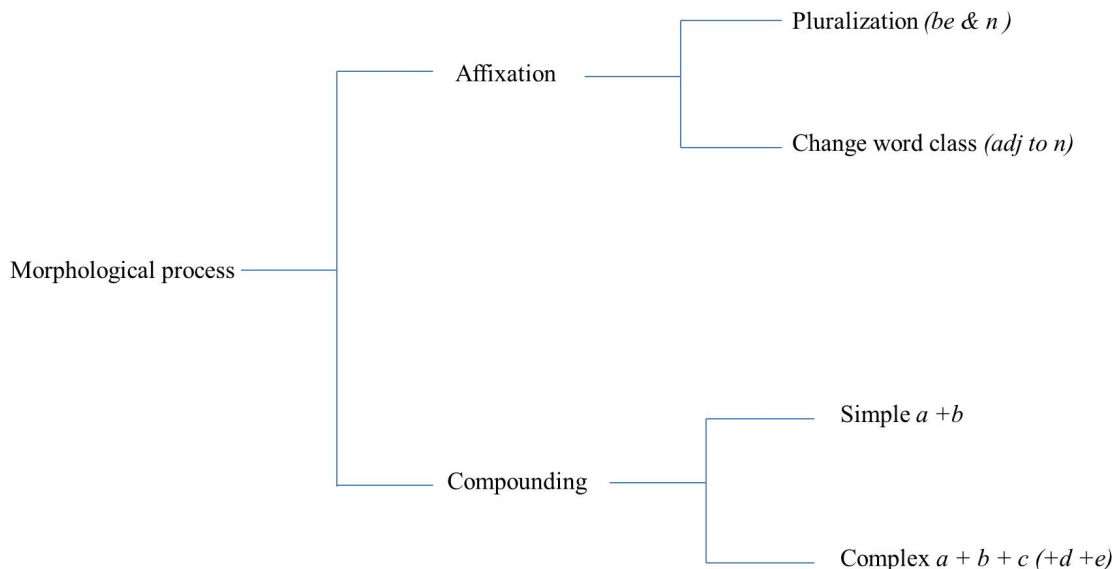 Pluralization (be & n )
Affixation
Change word class (adj to n)
Morphological process
Simple a +b
Compounding
Complex a + b + c (+d +e)